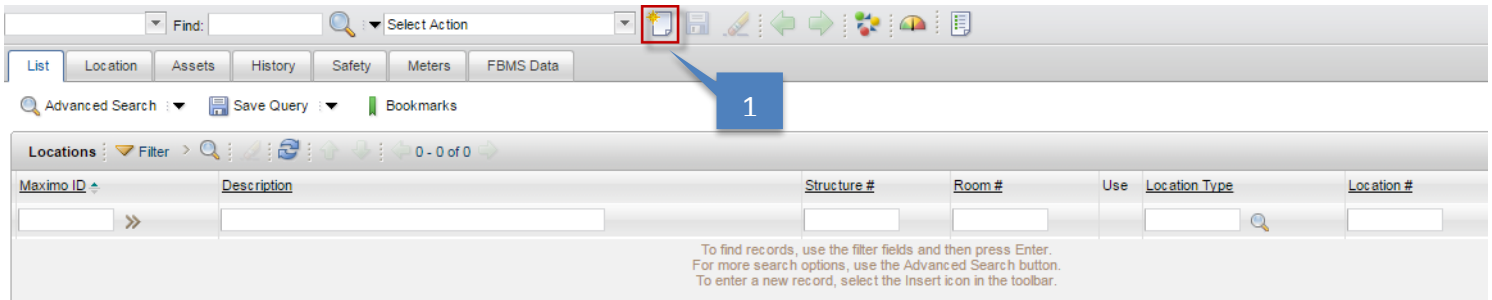 Find: Select Action
List Location Assets History Safety Meters FBMS Data
Advanced Search Save Query Bookmarks
1
Locations Filter 0 - 0 of 0
Maximo ID Description Structure # Room # Use Location Type Location #
To find records, use the filter fields and then press Enter.
For more search options, use the Advanced Search button.
To enter a new record, select the Insert icon in the toolbar.